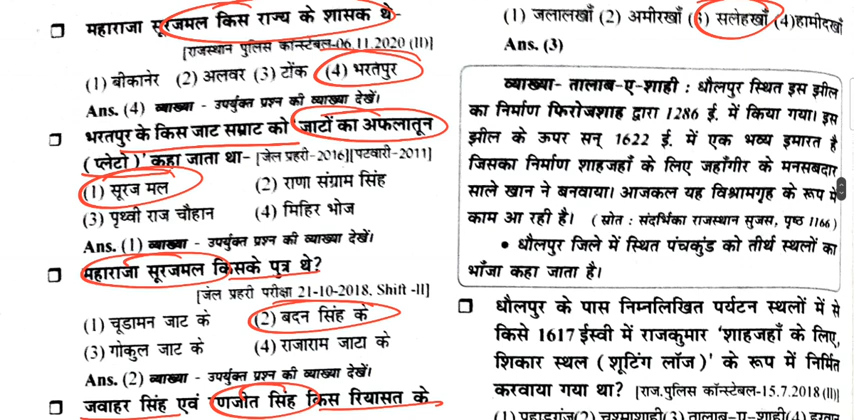 महाराजा सूरजमल किस राज्य के शासक थे-
[राजस्थान पुलिस कॉन्स्टेबल-06.11.2020 (II)]
(1) बीकानेर (2) अलवर (3) टोंक (4) भरतपुर
Ans. (4) व्याख्या - उपर्युक्त प्रश्न की व्याख्या देखें।
भरतपुर के किस जाट सम्राट को 'जाटों का अफलातून
(प्लेटो)' कहा जाता था- [जेल प्रहरी-2016][पटवारी-2011]
(1) सूरज मल (2) राणा संग्राम सिंह
(3) पृथ्वी राज चौहान (4) मिहिर भोज
Ans. (1) व्याख्या - उपर्युक्त प्रश्न की व्याख्या देखें।
महाराजा सूरजमल किसके पुत्र थे?
[जेल प्रहरी परीक्षा 21-10-2018, Shift -II]
(1) चूडामन जाट के (2) बदन सिंह के
(3) गोकुल जाट के (4) राजाराम जाटा के
Ans. (2) व्याख्या - उपर्युक्त प्रश्न की व्याख्या देखें।
जवाहर सिंह एवं रणजीत सिंह किस रियासत के
(1) जलालखाँ (2) अमीरखाँ (3) सलेहखाँ (4)हामीदखाँ
Ans. (3)
व्याख्या- तालाब-ए-शाही : धौलपुर स्थित इस झील
का निर्माण फिरोजशाह द्वारा 1286 ई. में किया गया। इस
झील के ऊपर सन् 1622 ई. में एक भव्य इमारत है
जिसका निर्माण शाहजहाँ के लिए जहाँगीर के मनसबदार
साले खान ने बनवाया। आजकल यह विश्रामगृह के रूप में
काम आ रही है। (स्रोत : संदर्भिका राजस्थान सुजस, पृष्ठ 1166)
• धौलपुर जिले में स्थित पंचकुंड को तीर्थ स्थलों का
भाँजा कहा जाता है।
धौलपुर के पास निम्नलिखित पर्यटन स्थलों में से
किसे 1617 ईस्वी में राजकुमार 'शाहजहाँ के लिए,
शिकार स्थल (शूटिंग लॉज)' के रूप में निर्मित
करवाया गया था? [राज.पुलिस कॉन्स्टेबल-15.7.2018 (II)]
(1) पहाड़गंज(2) चश्माशाही(3) तालाब-ए-शाही(4)